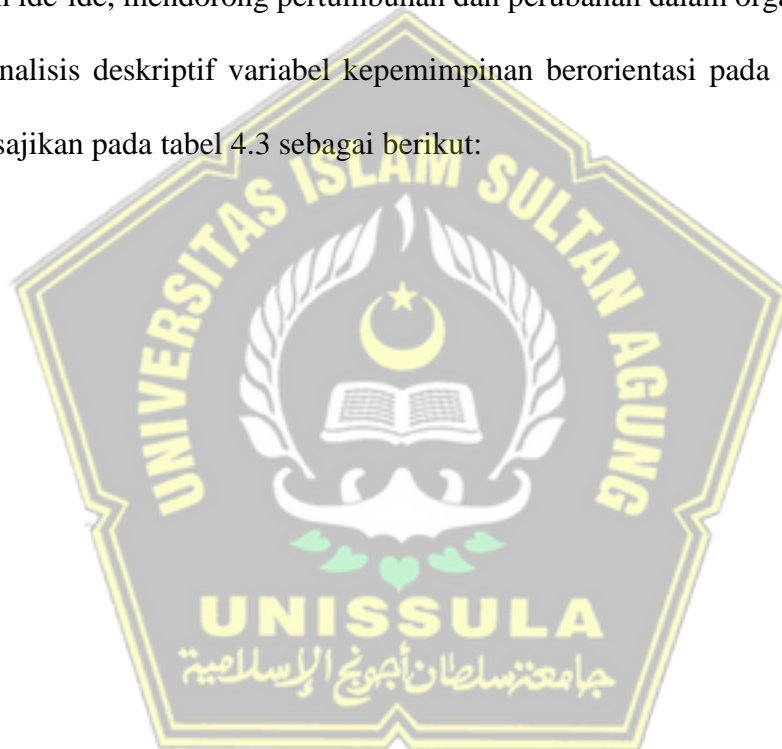 ide-ide, mendorong pertumbuhan dan perubahan dalam
nalisis deskriptif variabel kepemimpinan berorientasi pada
sajikan pada tabel 4.3 sebagai berikut:
UNIVERSITAS ISLAM SULTAN AGUNG
UNISSULA
جامعة سلطان أجونج الإسلامية